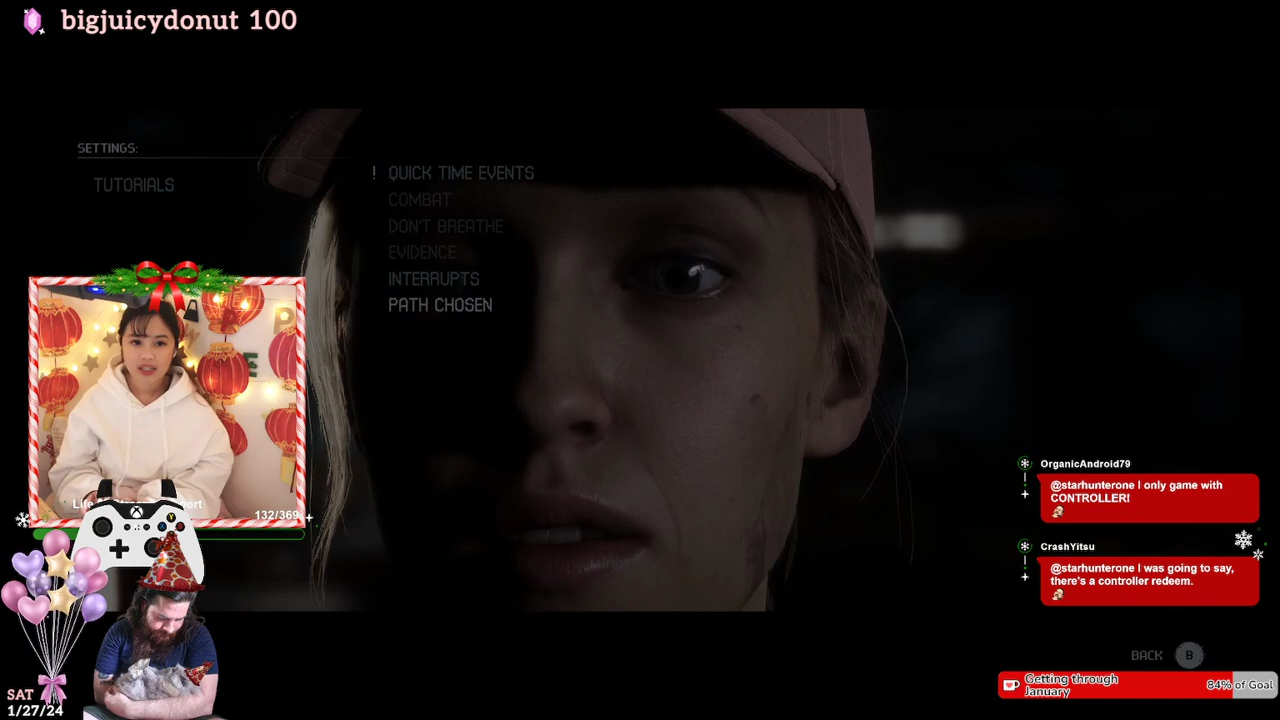 bigjuicydonut 100
SETTINGS:
TUTORIALS
! QUICK TIME EVENTS
COMBAT
DON'T BREATHE
EVIDENCE
INTERRUPTS
PATH CHOSEN
132/369
OrganicAndroid79
@starhunterone I only game with
CONTROLLER!
CrashYitsu
@starhunterone I was going to say,
there's a controller redeem.
BACK B
Getting through
January
84% of Goal
SAT
1/27/24